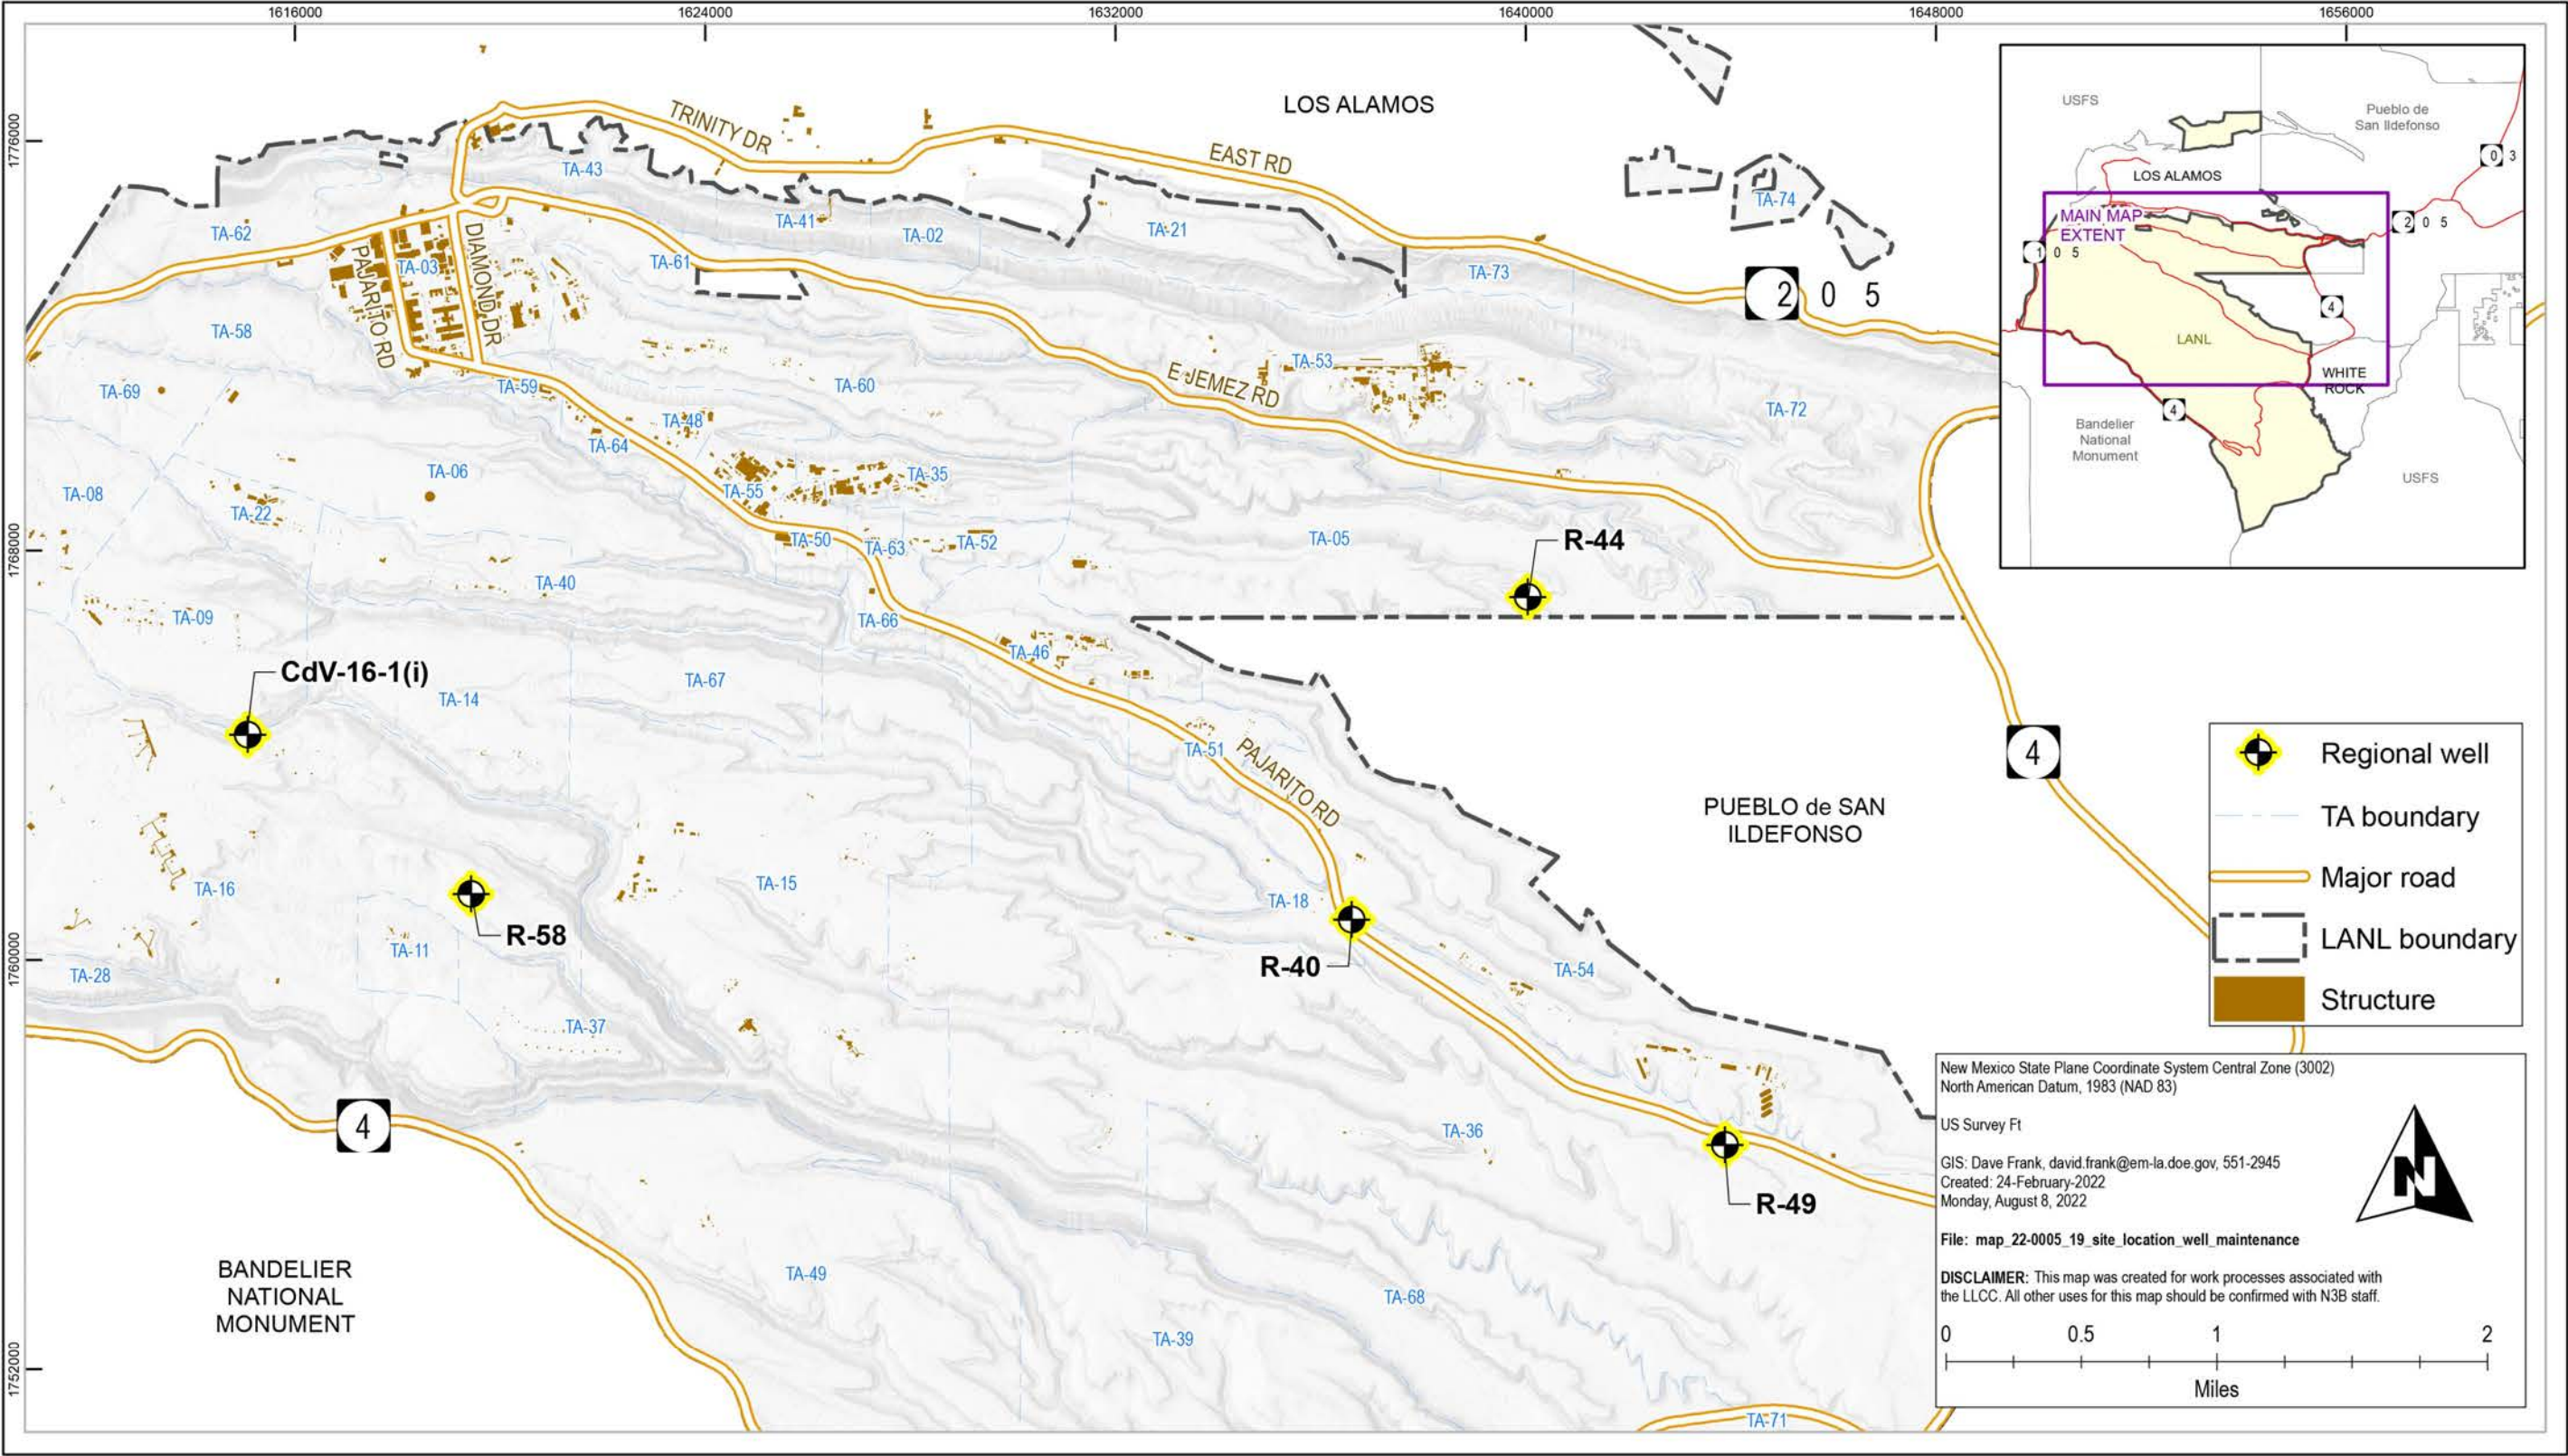 1616000
1624000
1632000
1640000
1648000
1656000
1776000
1768000
1760000
1752000
LOS ALAMOS
TRINITY DR
EAST RD
TA-43
TA-62
TA-41
TA-02
TA-21
TA-74
TA-61
TA-73
TA-03
PAJARITO RD
DIAMOND DR
2 0 5
TA-58
TA-69
TA-59
TA-60
TA-53
E JEMEZ RD
TA-72
TA-48
TA-64
TA-06
TA-35
TA-08
TA-55
TA-22
TA-50
TA-63
TA-52
TA-05
R-44
TA-40
TA-09
TA-66
TA-46
CdV-16-1(i)
TA-14
TA-67
TA-51
PAJARITO RD
4
PUEBLO de SAN
ILDEFONSO
TA-16
TA-15
TA-18
R-58
TA-11
R-40
TA-54
TA-28
TA-37
4
TA-36
R-49
BANDELIER
NATIONAL
MONUMENT
TA-49
TA-68
TA-39
TA-71
USFS
Pueblo de
San Ildefonso
0 3
LOS ALAMOS
MAIN MAP
EXTENT
2 0 5
1 0 5
4
LANL
WHITE
ROCK
4
Bandelier
National
Monument
USFS
Regional well
TA boundary
Major road
LANL boundary
Structure
New Mexico State Plane Coordinate System Central Zone (3002)
North American Datum, 1983 (NAD 83)
US Survey Ft
GIS: Dave Frank, david.frank@em-la.doe.gov, 551-2945
Created: 24-February-2022
Monday, August 8, 2022
N
File: map_22-0005_19_site_location_well_maintenance
DISCLAIMER: This map was created for work processes associated with
the LLCC. All other uses for this map should be confirmed with N3B staff.
0 0.5 1 2
Miles